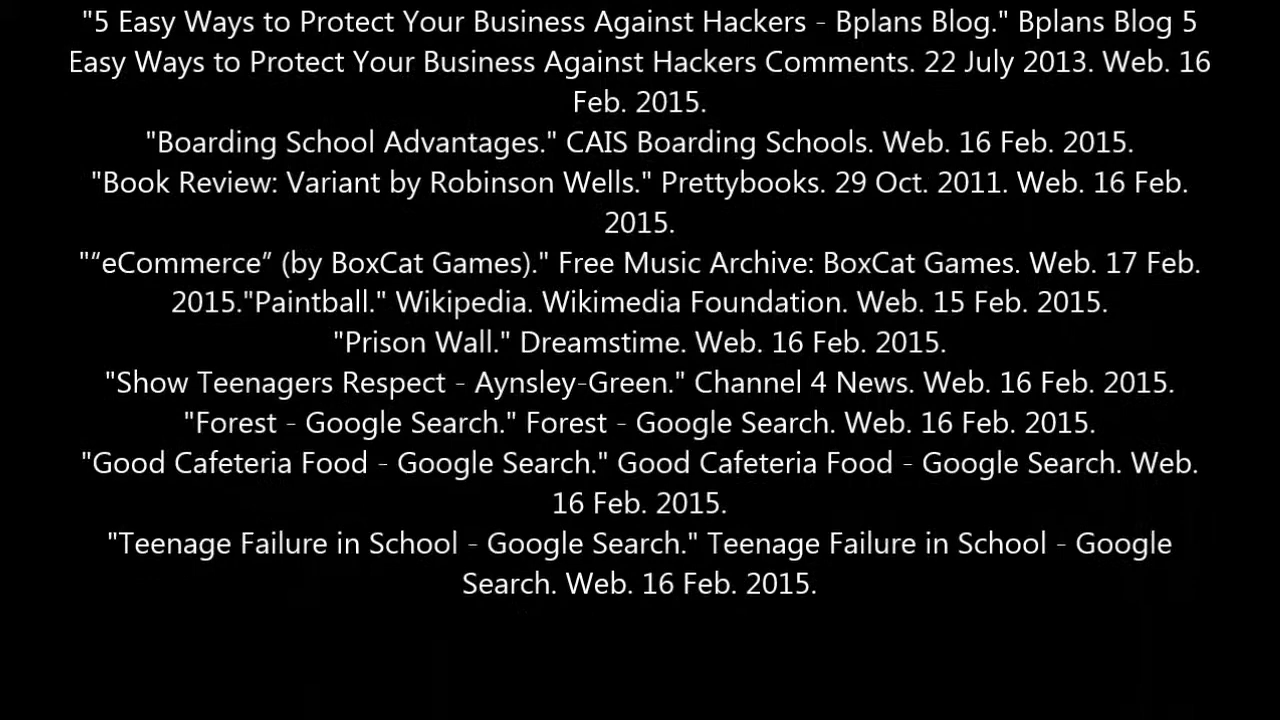 "5 Easy Ways to Protect Your Business Against Hackers - Bplans Blog." Bplans Blog 5
Easy Ways to Protect Your Business Against Hackers Comments. 22 July 2013. Web. 16
Feb. 2015.
"Boarding School Advantages." CAIS Boarding Schools. Web. 16 Feb. 2015.
"Book Review: Variant by Robinson Wells." Prettybooks. 29 Oct. 2011. Web. 16 Feb.
2015.
"“eCommerce” (by BoxCat Games)." Free Music Archive: BoxCat Games. Web. 17 Feb.
2015."Paintball." Wikipedia. Wikimedia Foundation. Web. 15 Feb. 2015.
"Prison Wall." Dreamstime. Web. 16 Feb. 2015.
"Show Teenagers Respect - Aynsley-Green." Channel 4 News. Web. 16 Feb. 2015.
"Forest - Google Search." Forest - Google Search. Web. 16 Feb. 2015.
"Good Cafeteria Food - Google Search." Good Cafeteria Food - Google Search. Web.
16 Feb. 2015.
"Teenage Failure in School - Google Search." Teenage Failure in School - Google
Search. Web. 16 Feb. 2015.